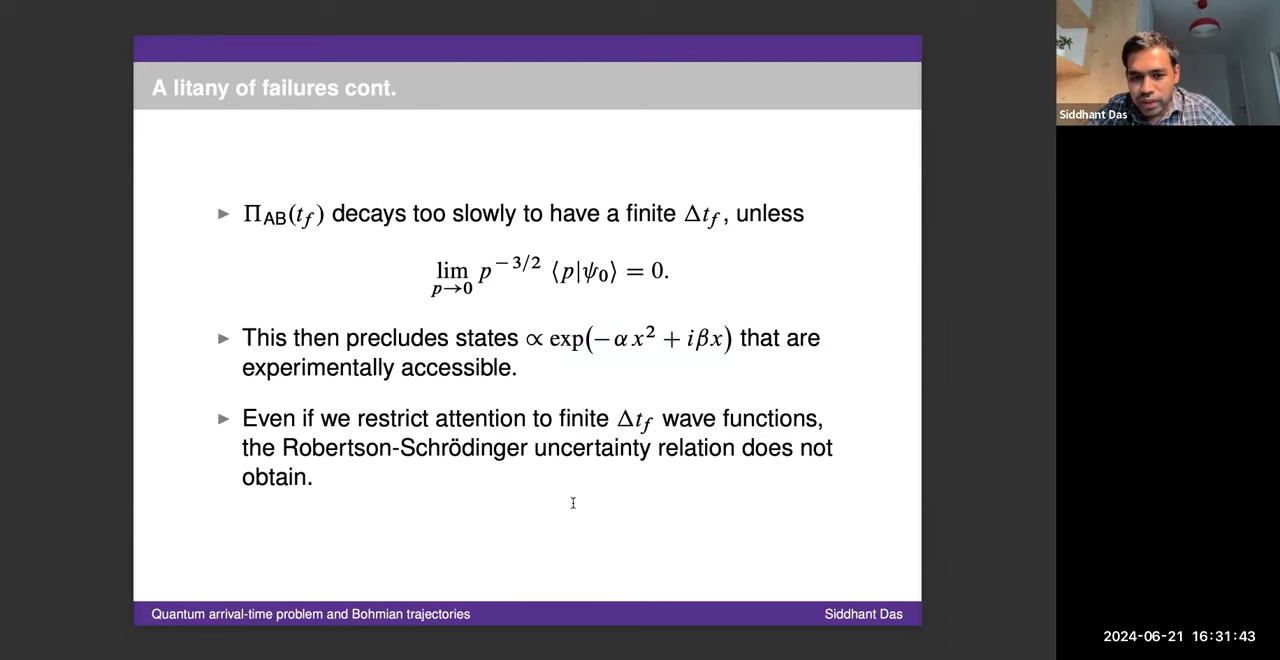 A litany of failures cont.
▶ Π_AB(t_f) decays too slowly to have a finite Δt_f, unless
lim_{p→0} p^{−3/2} ⟨p|ψ_0⟩ = 0.
▶ This then precludes states ∝ exp(−αx² + iβx) that are
experimentally accessible.
▶ Even if we restrict attention to finite Δt_f wave functions,
the Robertson-Schrödinger uncertainty relation does not
obtain.
Quantum arrival-time problem and Bohmian trajectories
Siddhant Das
Siddhant Das
2024-06-21 16:31:43